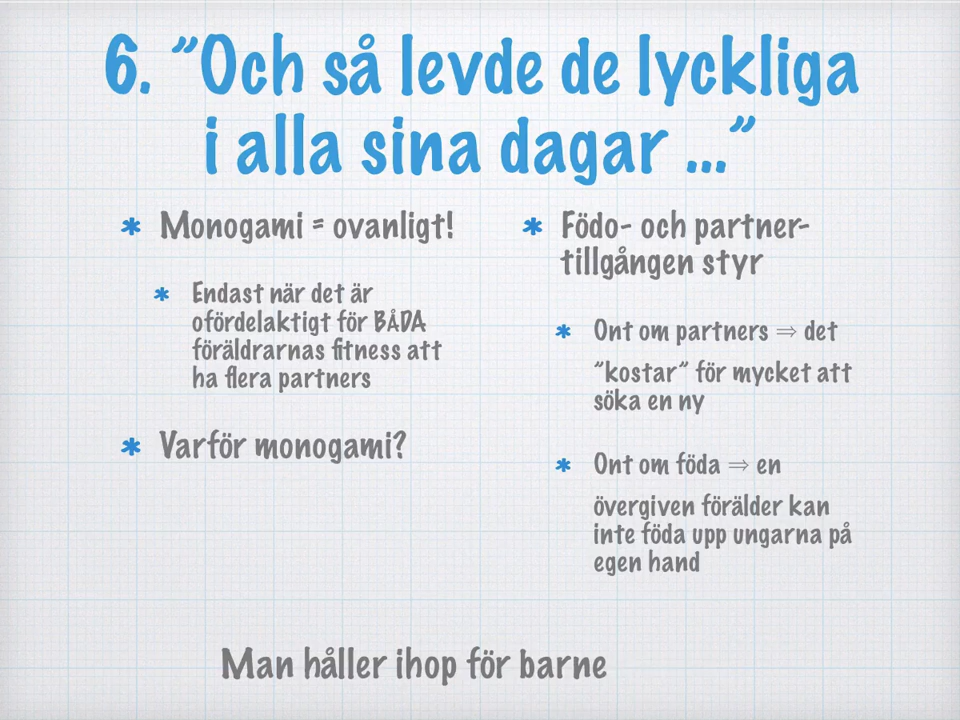 6. ”Och så levde de lyckliga
i alla sina dagar ...”
* Monogami = ovanligt!
* Endast när det är
ofördelaktigt för BÅDA
föräldrarnas fitness att
ha flera partners
* Varför monogami?
* Födo- och partner-
tillgången styr
* Ont om partners ⇒ det
”kostar” för mycket att
söka en ny
* Ont om föda ⇒ en
övergiven förälder kan
inte föda upp ungarna på
egen hand
Man håller ihop för barne